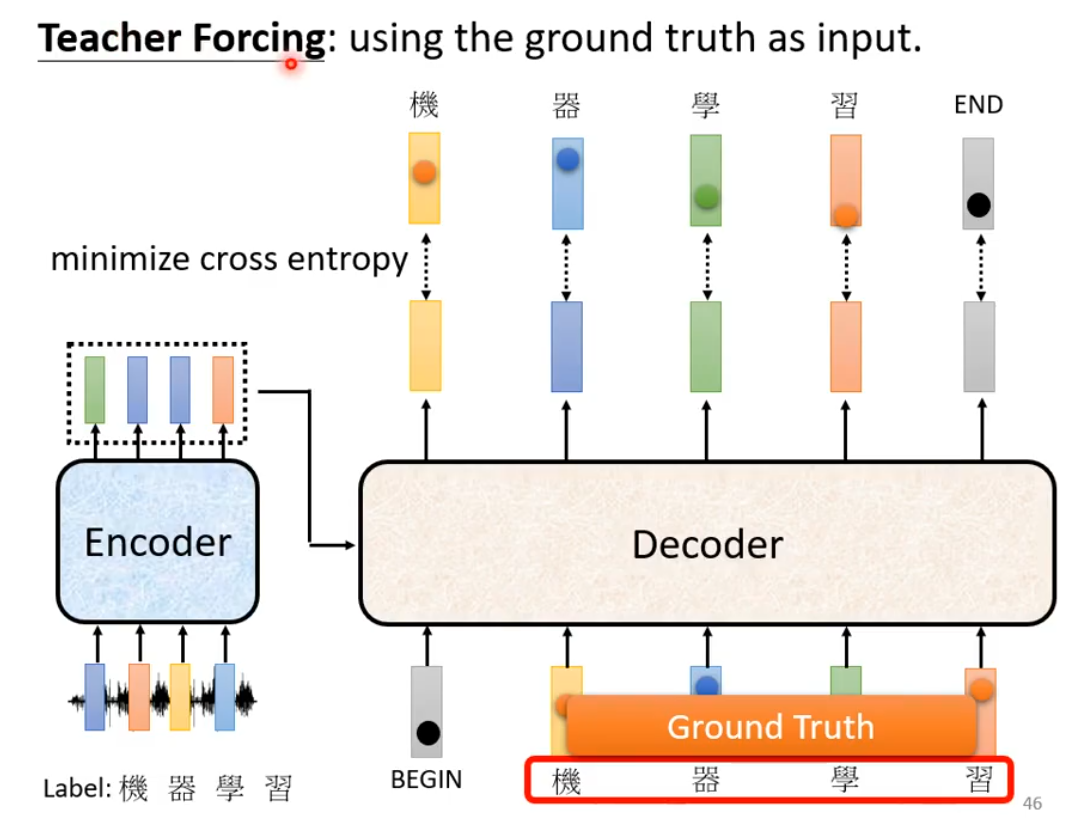 Teacher Forcing: using the ground truth as input.
機 器 學 習 END
minimize cross entropy
Encoder
Decoder
Ground Truth
Label: 機 器 學 習
BEGIN 機 器 學 習
46